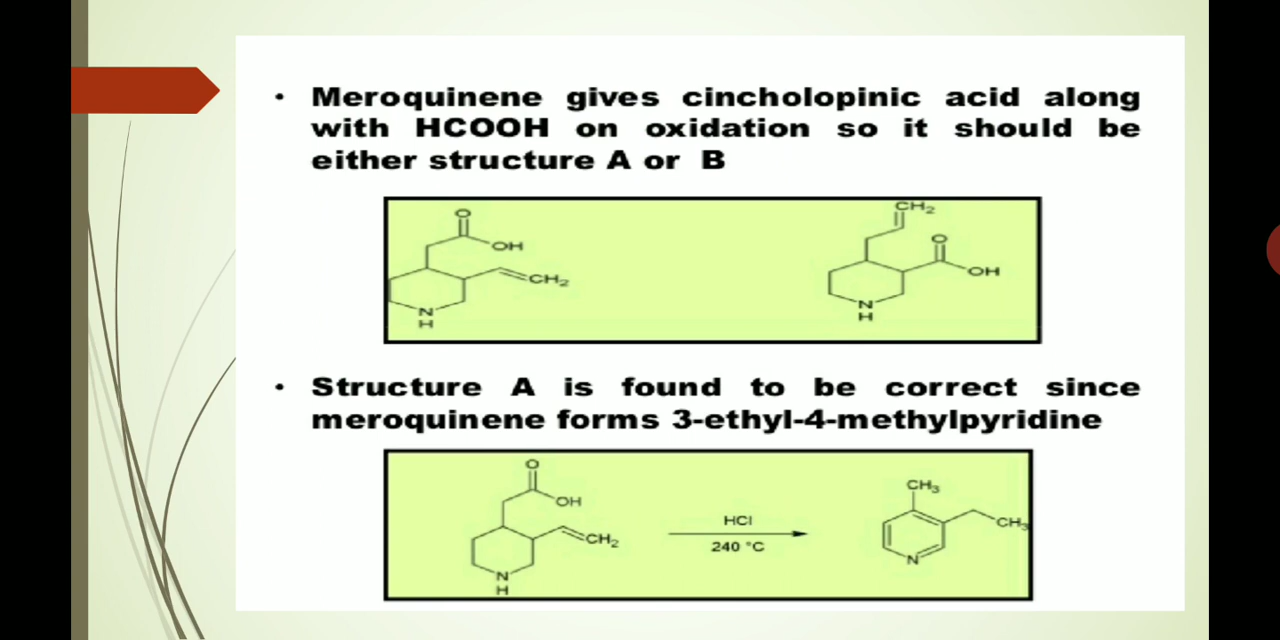 • Meroquinene gives cincholopinic acid along
with HCOOH on oxidation so it should be
either structure A or B
CH2
O
O
OH
OH
CH2
N
H
N
H
• Structure A is found to be correct since
meroquinene forms 3-ethyl-4-methylpyridine
O
OH
CH2
N
H
HCl
240 °C
CH3
CH3
N